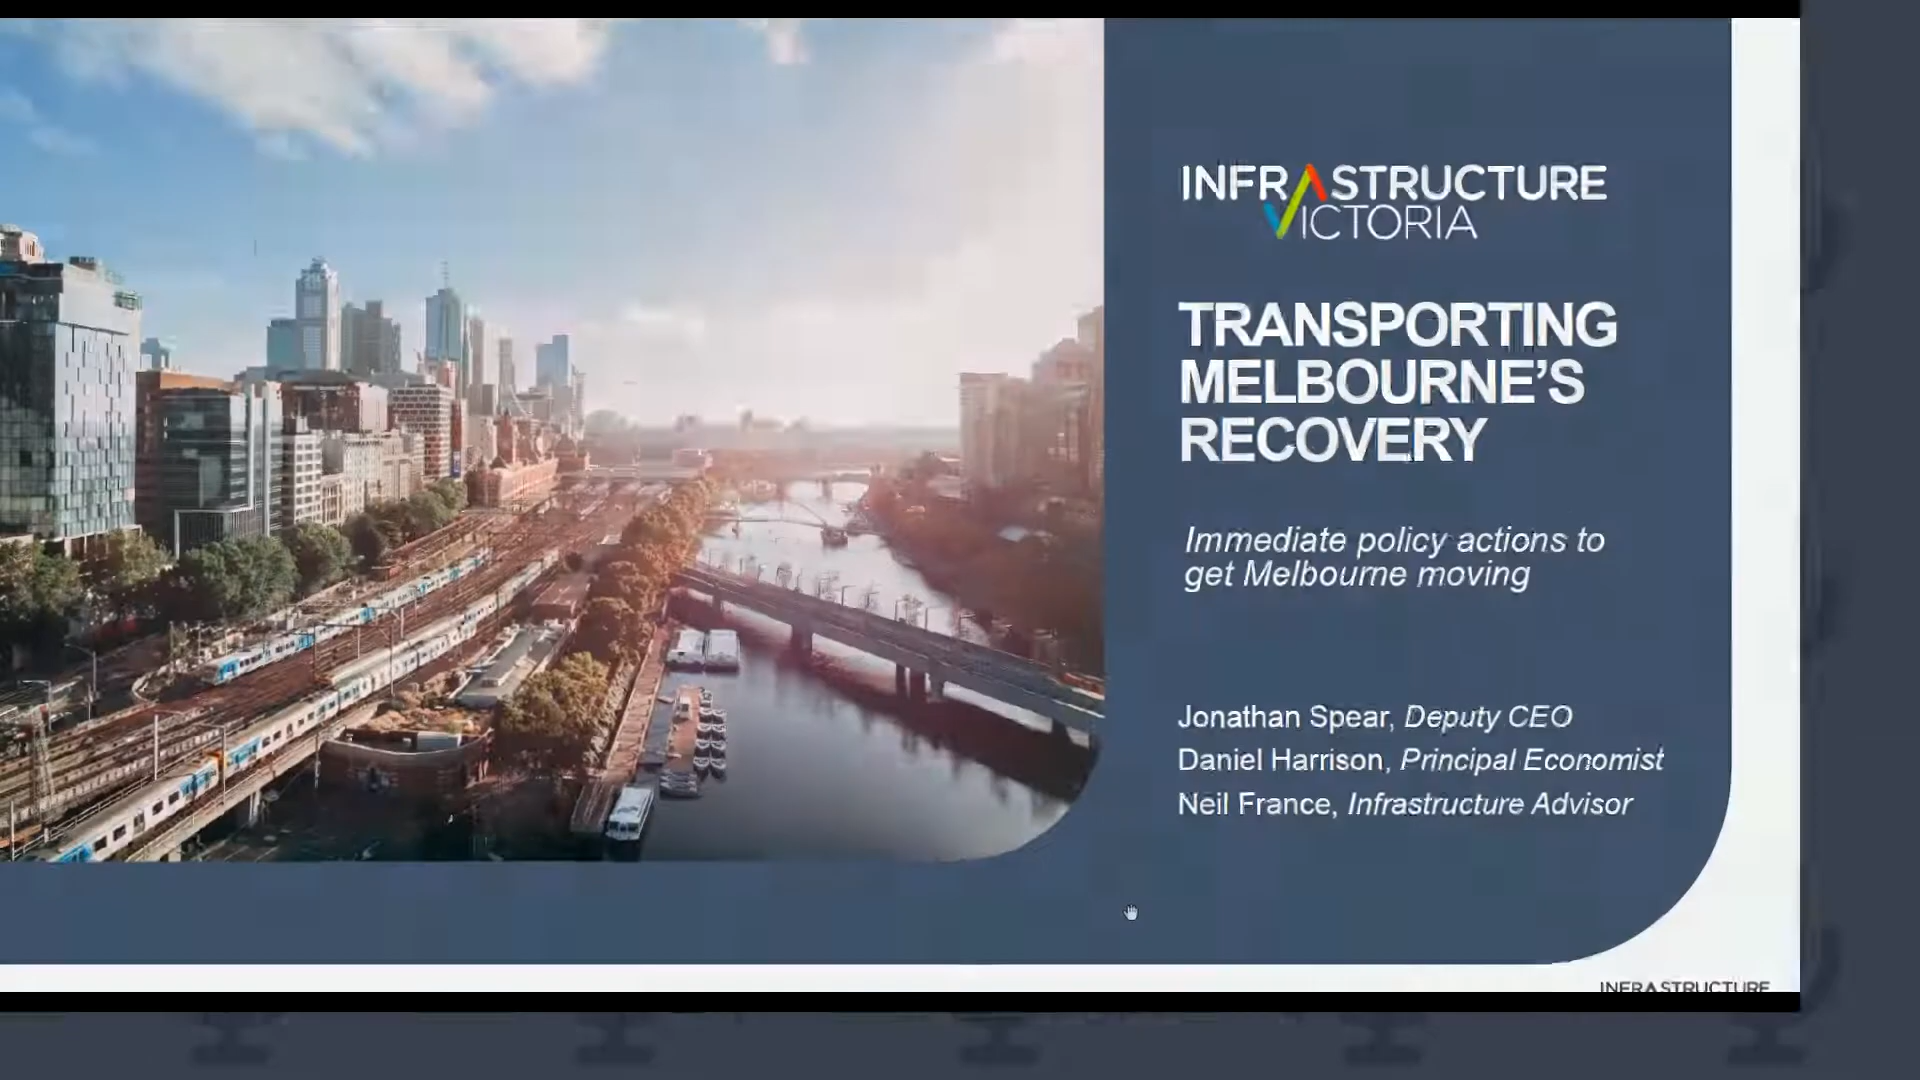 INFRASTRUCTURE
VICTORIA
TRANSPORTING
MELBOURNE’S
RECOVERY
Immediate policy actions to
get Melbourne moving
Jonathan Spear, Deputy CEO
Daniel Harrison, Principal Economist
Neil France, Infrastructure Advisor
INFRASTRUCTURE